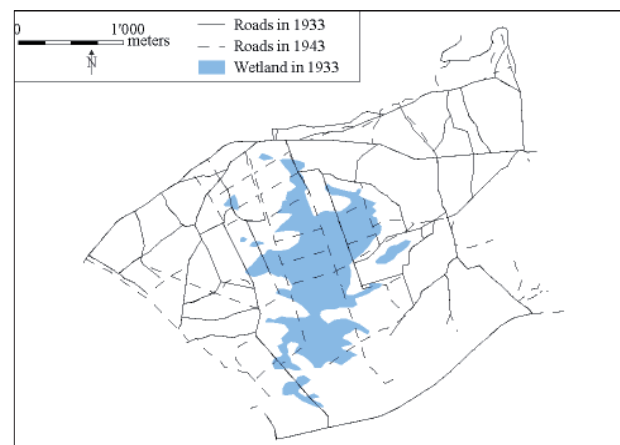 0 1'000
meters
N
Roads in 1933
Roads in 1943
Wetland in 1933